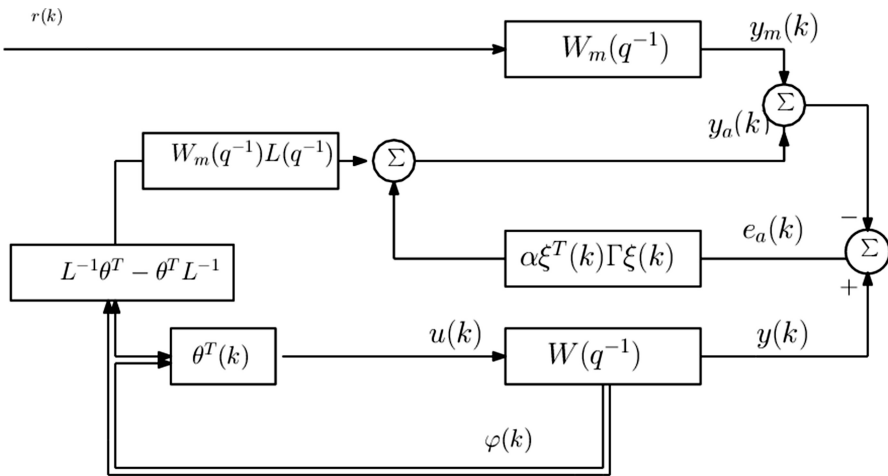 r(k)
W_m(q^{-1})
y_m(k)
Σ
y_a(k)
W_m(q^{-1})L(q^{-1})
Σ
αξ^T(k)Γξ(k)
e_a(k)
−
Σ
+
L^{-1}θ^T − θ^T L^{-1}
θ^T(k)
u(k)
W(q^{-1})
y(k)
φ(k)